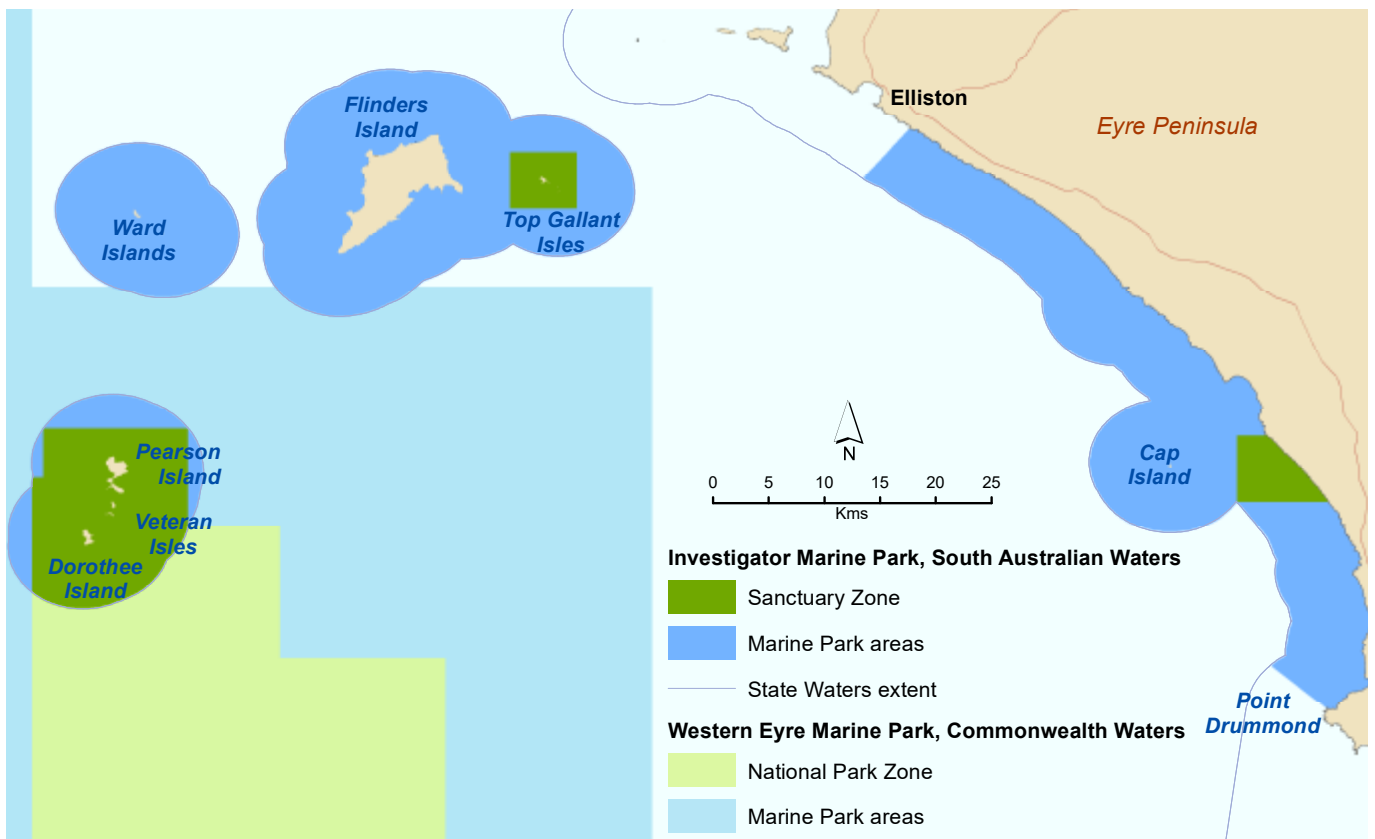 Flinders
Island
Elliston
Eyre Peninsula
Ward
Islands
Top Gallant
Isles
Pearson
Island
Veteran
Isles
Dorothee
Island
Cap
Island
N
0 5 10 15 20 25
Kms
Investigator Marine Park, South Australian Waters
Sanctuary Zone
Marine Park areas
State Waters extent
Western Eyre Marine Park, Commonwealth Waters
National Park Zone
Marine Park areas
Point
Drummond